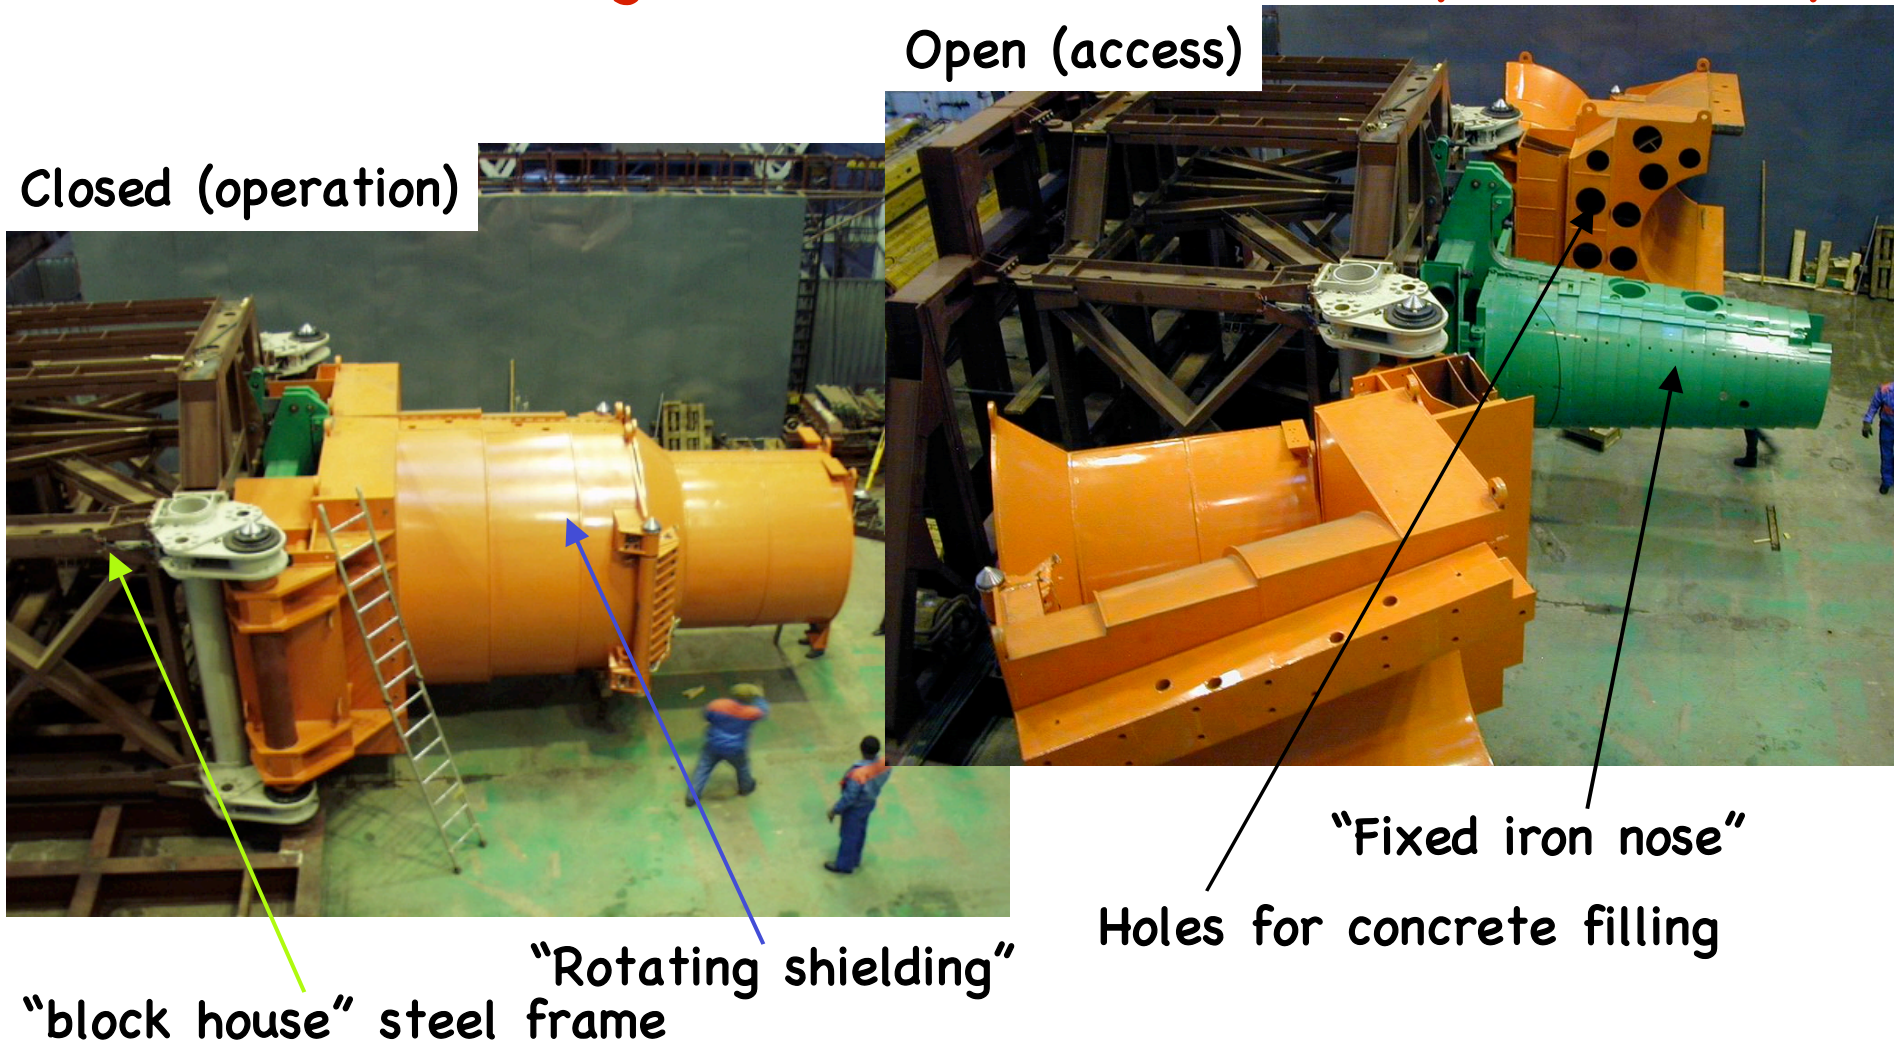 Open (access)
Closed (operation)
“Fixed iron nose”
Holes for concrete filling
“Rotating shielding”
“block house” steel frame